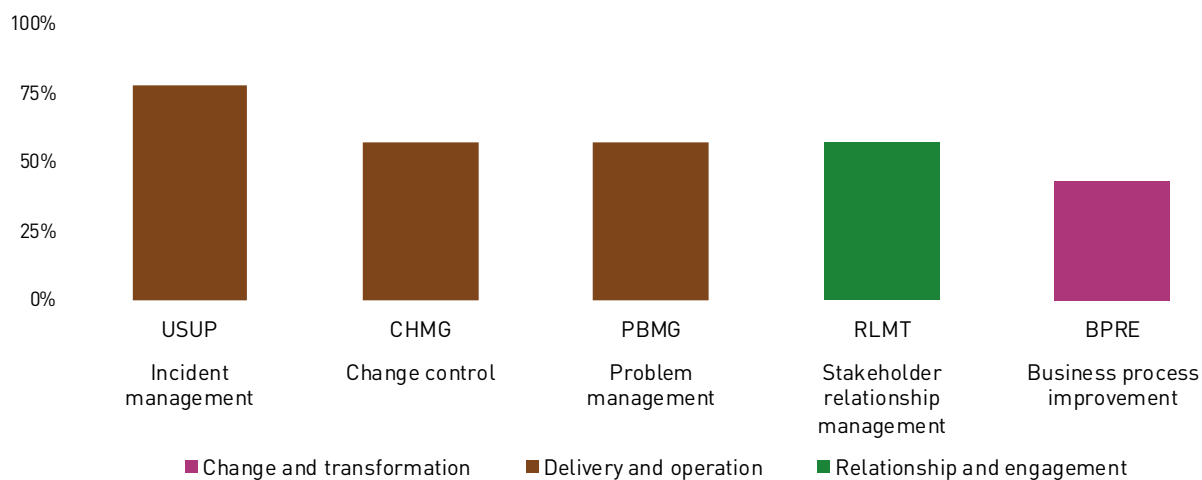 100%
75%
50%
25%
0%
USUP CHMG PBMG RLMT BPRE
Incident
management
Change control
Problem
management
Stakeholder
relationship
management
Business process
improvement
Change and transformation Delivery and operation Relationship and engagement